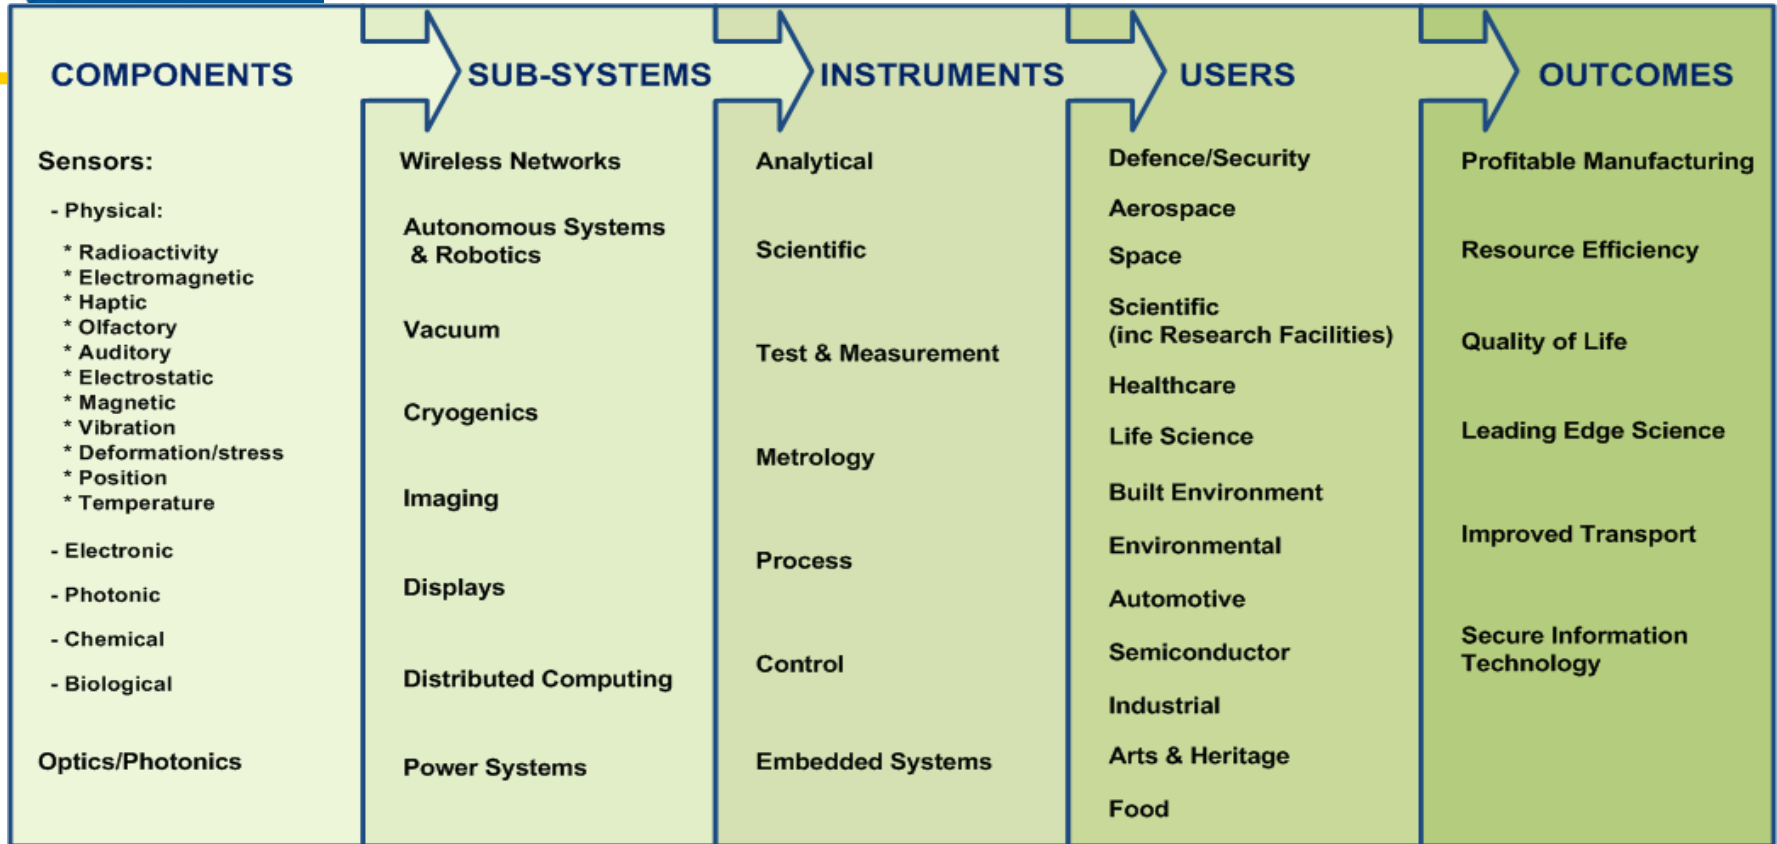 COMPONENTS
Sensors:
- Physical:
* Radioactivity
* Electromagnetic
* Haptic
* Olfactory
* Auditory
* Electrostatic
* Magnetic
* Vibration
* Deformation/stress
* Position
* Temperature
- Electronic
- Photonic
- Chemical
- Biological
Optics/Photonics
SUB-SYSTEMS
Wireless Networks
Autonomous Systems
& Robotics
Vacuum
Cryogenics
Imaging
Displays
Distributed Computing
Power Systems
INSTRUMENTS
Analytical
Scientific
Test & Measurement
Metrology
Process
Control
Embedded Systems
USERS
Defence/Security
Aerospace
Space
Scientific
(inc Research Facilities)
Healthcare
Life Science
Built Environment
Environmental
Automotive
Semiconductor
Industrial
Arts & Heritage
Food
OUTCOMES
Profitable Manufacturing
Resource Efficiency
Quality of Life
Leading Edge Science
Improved Transport
Secure Information
Technology